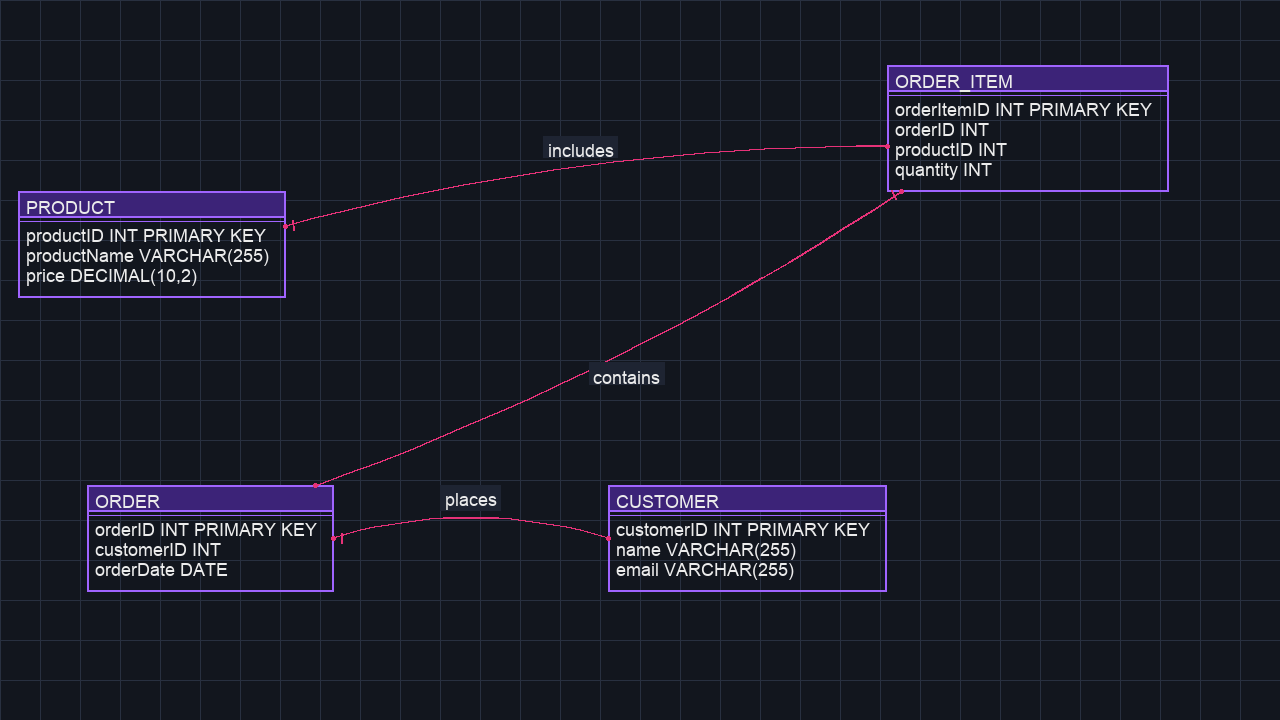 ORDER_ITEM
orderItemID INT PRIMARY KEY
orderID INT
productID INT
quantity INT
includes
PRODUCT
productID INT PRIMARY KEY
productName VARCHAR(255)
price DECIMAL(10,2)
contains
ORDER
orderID INT PRIMARY KEY
customerID INT
orderDate DATE
places
CUSTOMER
customerID INT PRIMARY KEY
name VARCHAR(255)
email VARCHAR(255)